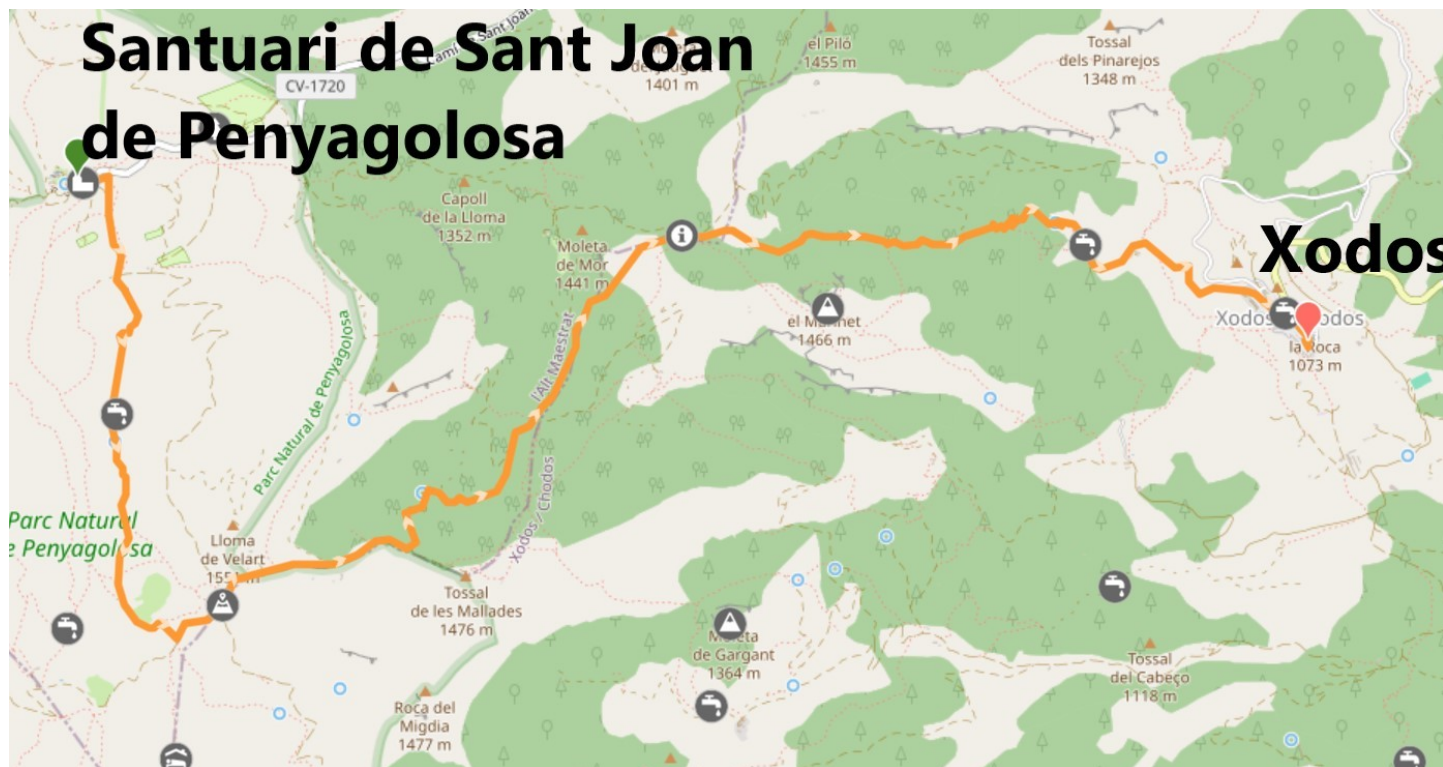 Santuari de Sant Joan
de Penyagolosa
CV-1720
1401 m
el Piló
1455 m
Tossal
dels Pinarejos
1348 m
Capoll
de la Lloma
1352 m
Moleta
de Mor
1441 m
Xodos
el Marinet
1466 m
la Roca
1073 m
l'Alt Maestrat
Parc Natural de Penyagolosa
Xodos / Chodos
Parc Natural
e Penyagolosa
Lloma
de Velart
Tossal
de les Mallades
1476 m
Moleta
de Gargant
1364 m
Tossal
del Cabeço
1118 m
Roca del
Migdia
1477 m